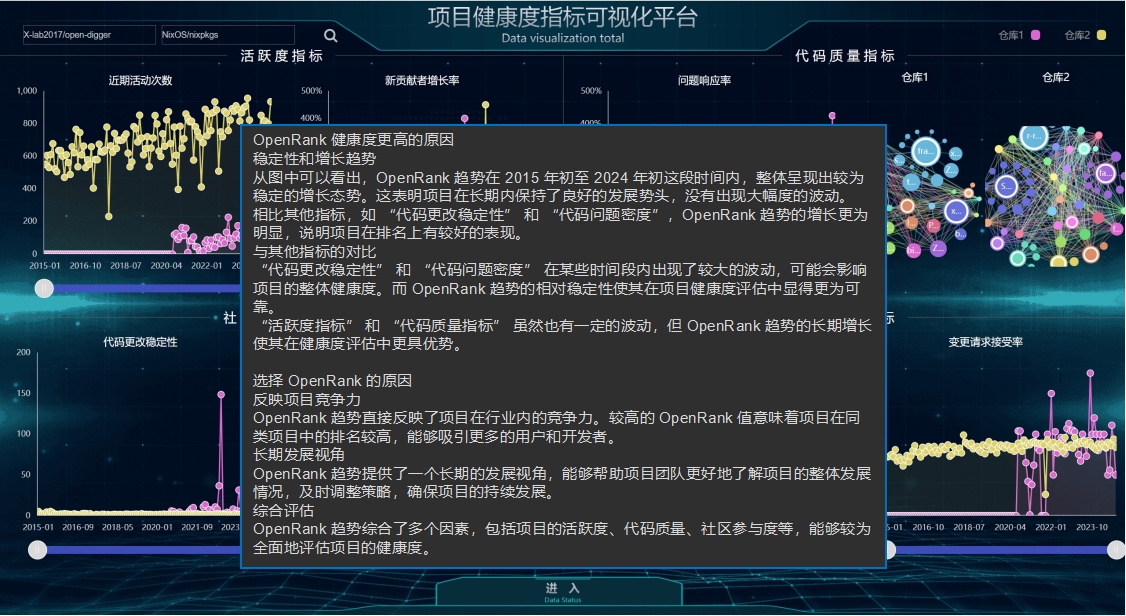 项目健康度指标可视化平台
Data visualization total
X-lab2017/open-digger
NixOS/nixpkgs
仓库1
仓库2
活跃度指标
代码质量指标
近期活动次数
新贡献者增长率
问题响应率
仓库1
仓库2
1,000
800
600
400
200
0
2015-01 2016-10 2018-07 2020-04 2022-01 20
500%
400%
500%
400%
fra...
x...
Z...
t...
x...
P...
b...
bi...
Z...
r-r...
S...
Ta...
OpenRank 健康度更高的原因
稳定性和增长趋势
从图中可以看出，OpenRank 趋势在 2015 年初至 2024 年初这段时间内，整体呈现出较为
稳定的增长态势。这表明项目在长期内保持了良好的发展势头，没有出现大幅度的波动。
相比其他指标，如 “代码更改稳定性” 和 “代码问题密度”，OpenRank 趋势的增长更为
明显，说明项目在排名上有较好的表现。
与其他指标的对比
“代码更改稳定性” 和 “代码问题密度” 在某些时间段内出现了较大的波动，可能会影响
项目的整体健康度。而 OpenRank 趋势的相对稳定性使其在项目健康度评估中显得更为可
靠。
“活跃度指标” 和 “代码质量指标” 虽然也有一定的波动，但 OpenRank 趋势的长期增长
使其在健康度评估中更具优势。
选择 OpenRank 的原因
反映项目竞争力
OpenRank 趋势直接反映了项目在行业内的竞争力。较高的 OpenRank 值意味着项目在同
类项目中的排名较高，能够吸引更多的用户和开发者。
长期发展视角
OpenRank 趋势提供了一个长期的发展视角，能够帮助项目团队更好地了解项目的整体发展
情况，及时调整策略，确保项目的持续发展。
综合评估
OpenRank 趋势综合了多个因素，包括项目的活跃度、代码质量、社区参与度等，能够较为
全面地评估项目的健康度。
社
标
代码更改稳定性
200
150
100
50
0
2015-01 2016-09 2018-05 2020-01 2021-09 2023
变更请求接受率
5-01 2016-10 2018-07 2020-04 2022-01 2023-10
进 入
Data Status